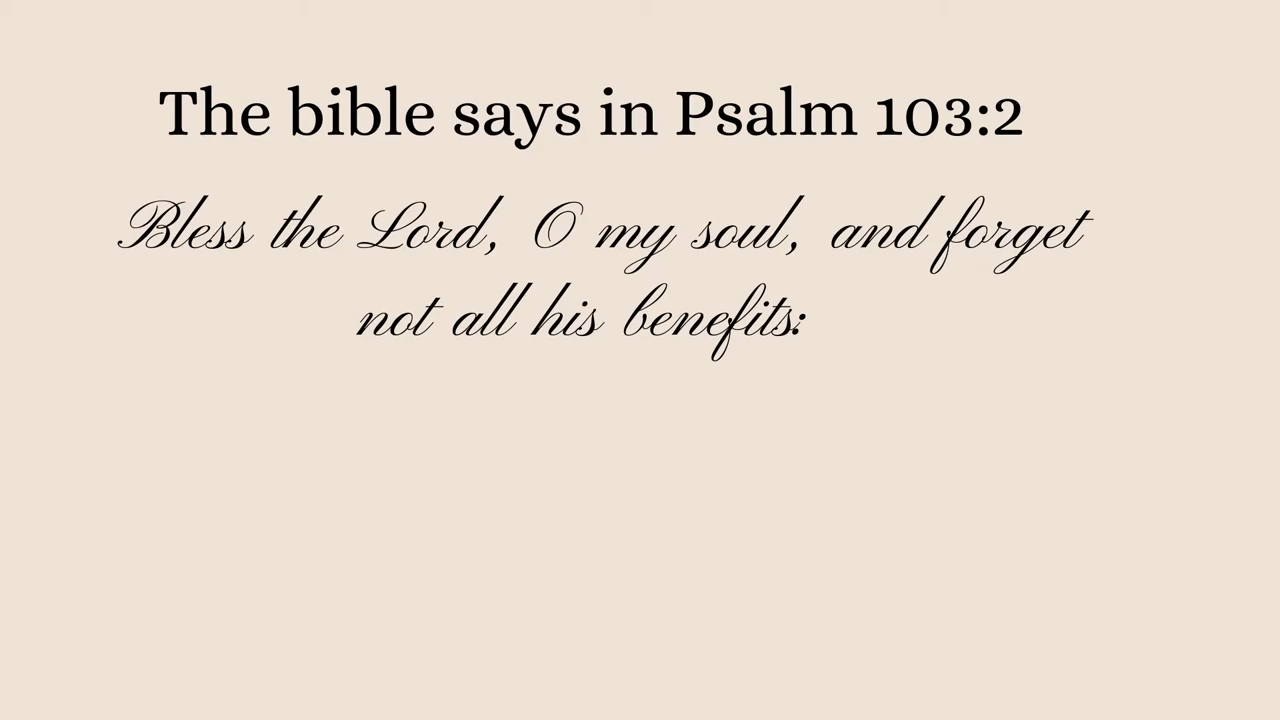 The bible says in Psalm 103:2
Bless the Lord, O my soul, and forget
not all his benefits: